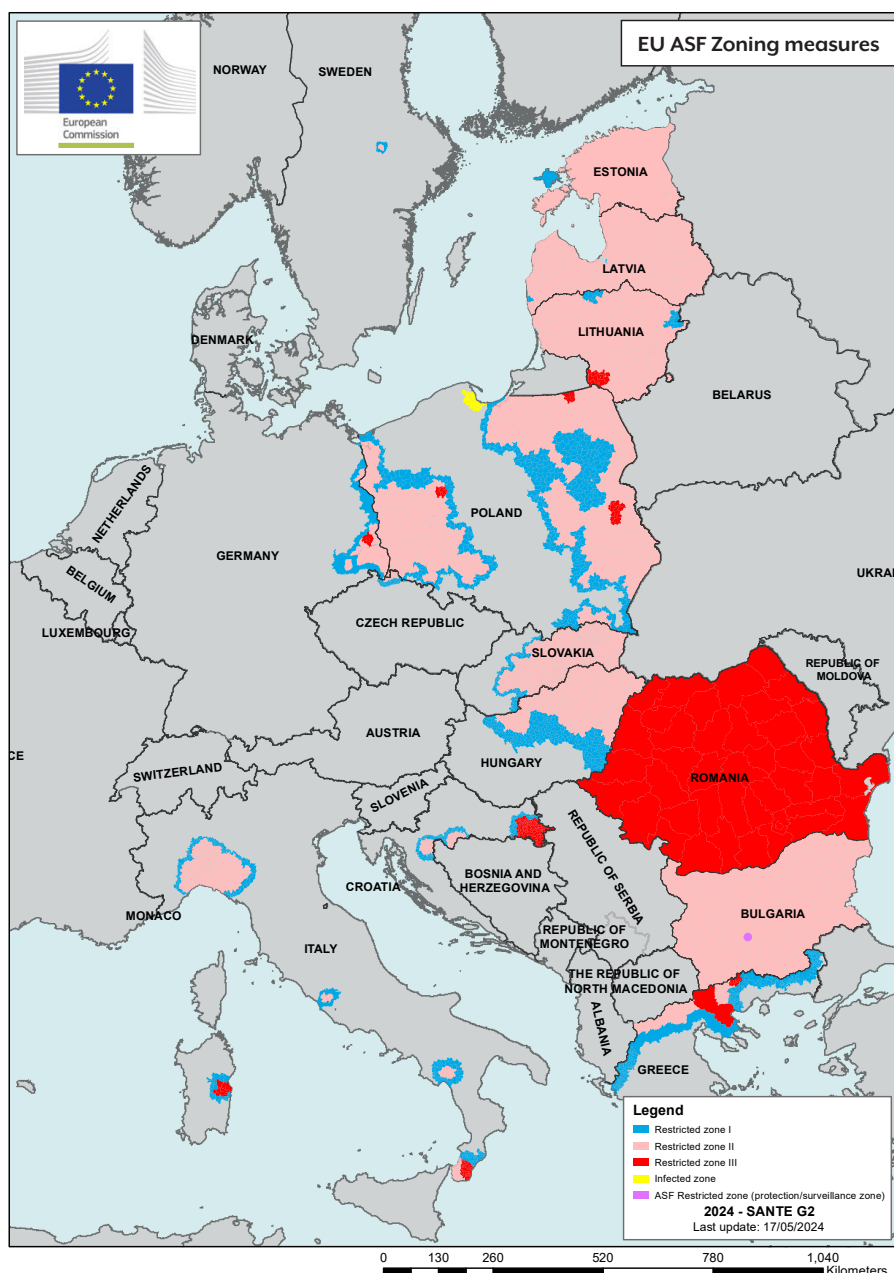 EU ASF Zoning measures
European
Commission
NORWAY
SWEDEN
ESTONIA
LATVIA
LITHUANIA
DENMARK
BELARUS
NETHERLANDS
POLAND
GERMANY
BELGIUM
UKRAI
LUXEMBOURG
CZECH REPUBLIC
SLOVAKIA
REPUBLIC OF
MOLDOVA
AUSTRIA
CE
HUNGARY
SWITZERLAND
ROMANIA
SLOVENIA
REPUBLIC OF SERBIA
BOSNIA AND
HERZEGOVINA
CROATIA
MONACO
BULGARIA
ITALY
REPUBLIC OF
MONTENEGRO
THE REPUBLIC OF
NORTH MACEDONIA
ALBANIA
GREECE
Legend
Restricted zone I
Restricted zone II
Restricted zone III
Infected zone
ASF Restricted zone (protection/surveillance zone)
2024 - SANTE G2
Last update: 17/05/2024
0 130 260 520 780 1,040
Kilometers